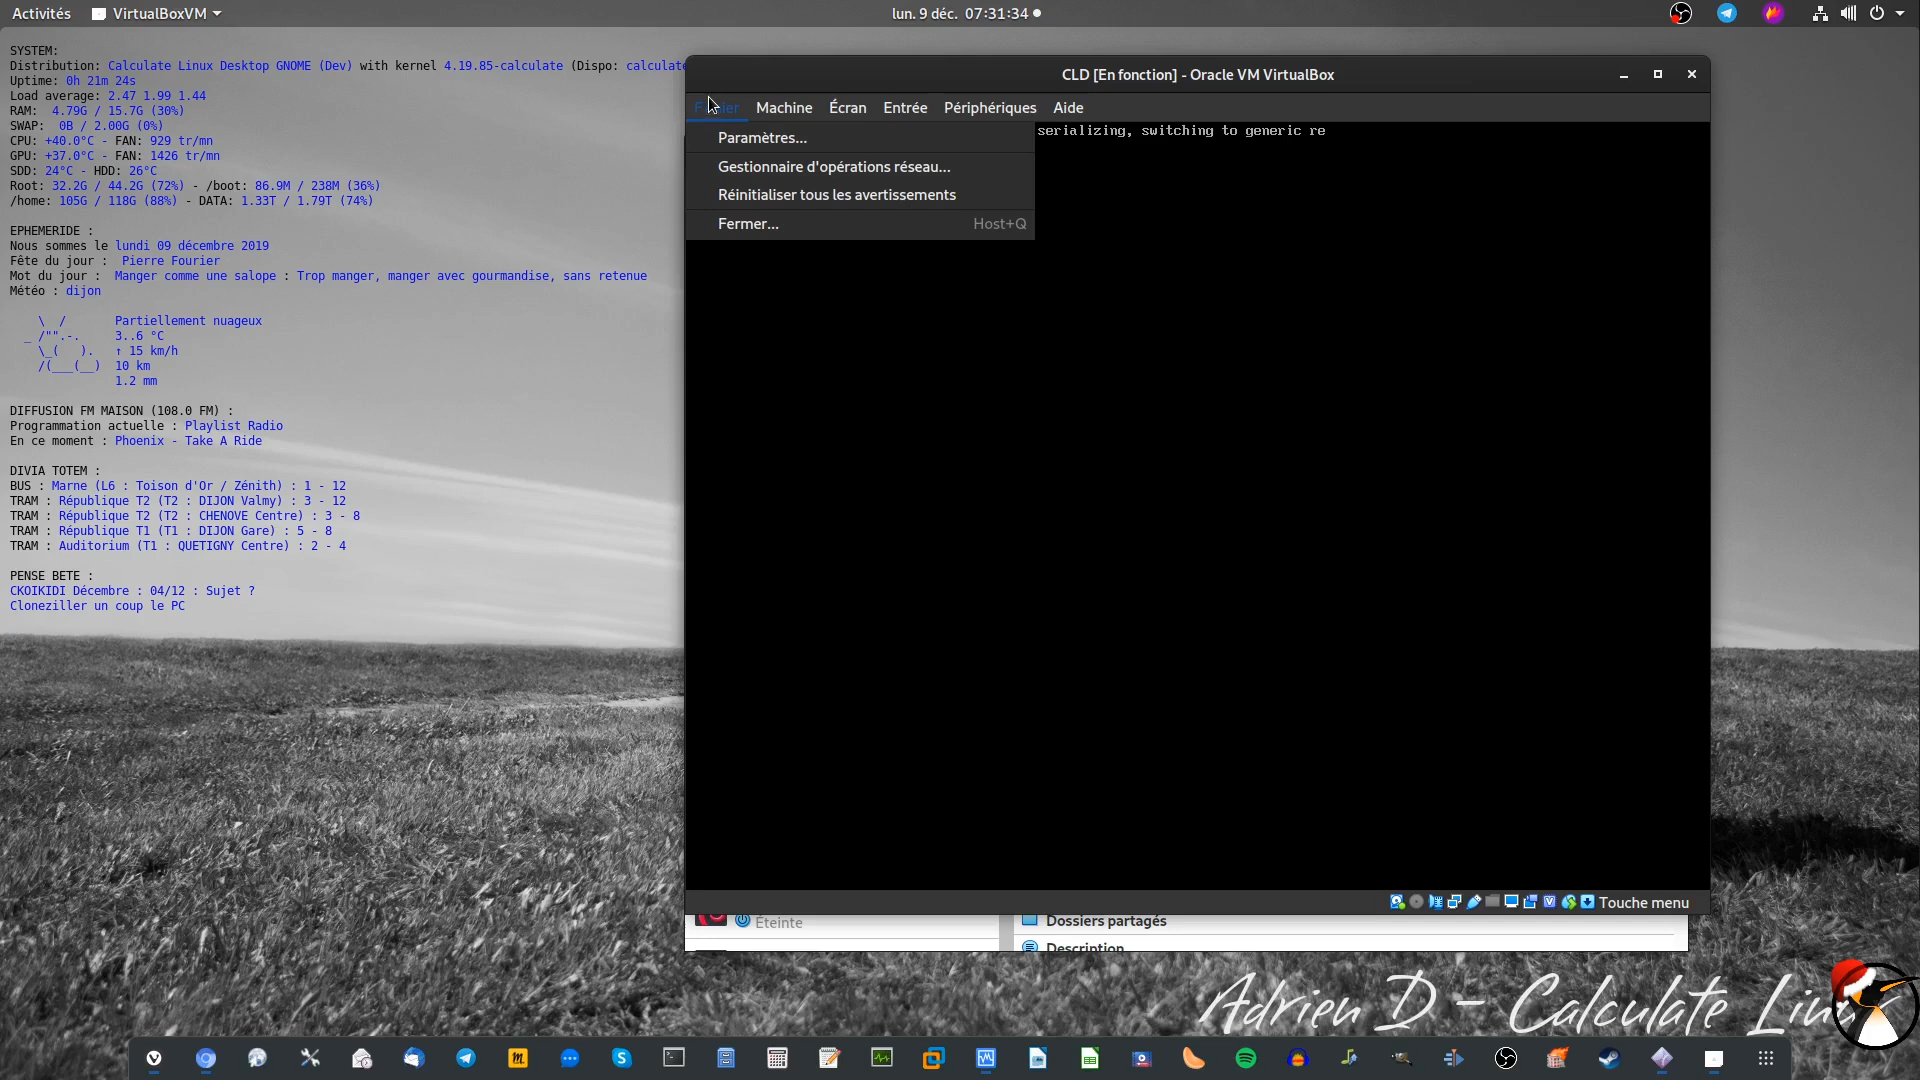 Activités VirtualBoxVM lun. 9 déc. 07:31:34
SYSTEM:
Distribution: Calculate Linux Desktop GNOME (Dev) with kernel 4.19.85-calculate (Dispo: calculate
Uptime: 0h 21m 24s
Load average: 2.47 1.99 1.44
RAM: 4.79G / 15.7G (30%)
SWAP: 0B / 2.00G (0%)
CPU: +40.0°C - FAN: 929 tr/mn
GPU: +37.0°C - FAN: 1426 tr/mn
SDD: 24°C - HDD: 26°C
Root: 32.2G / 44.2G (72%) - /boot: 86.9M / 238M (36%)
/home: 105G / 118G (88%) - DATA: 1.33T / 1.79T (74%)
EPHEMERIDE :
Nous sommes le lundi 09 décembre 2019
Fête du jour : Pierre Fourier
Mot du jour : Manger comme une salope : Trop manger, manger avec gourmandise, sans retenue
Météo : dijon
Partiellement nuageux
3..6 °C
↑ 15 km/h
10 km
1.2 mm
DIFFUSION FM MAISON (108.0 FM) :
Programmation actuelle : Playlist Radio
En ce moment : Phoenix - Take A Ride
DIVIA TOTEM :
BUS : Marne (L6 : Toison d'Or / Zénith) : 1 - 12
TRAM : République T2 (T2 : DIJON Valmy) : 3 - 12
TRAM : République T2 (T2 : CHENOVE Centre) : 3 - 8
TRAM : République T1 (T1 : DIJON Gare) : 5 - 8
TRAM : Auditorium (T1 : QUETIGNY Centre) : 2 - 4
PENSE BETE :
CKOIKIDI Décembre : 04/12 : Sujet ?
Cloneziller un coup le PC
CLD [En fonction] - Oracle VM VirtualBox
Fichier Machine Écran Entrée Périphériques Aide
serializing, switching to generic re
Paramètres...
Gestionnaire d'opérations réseau...
Réinitialiser tous les avertissements
Fermer... Host+Q
Touche menu
Éteinte
Dossiers partagés
Description
Adrien D - Calculate Linux